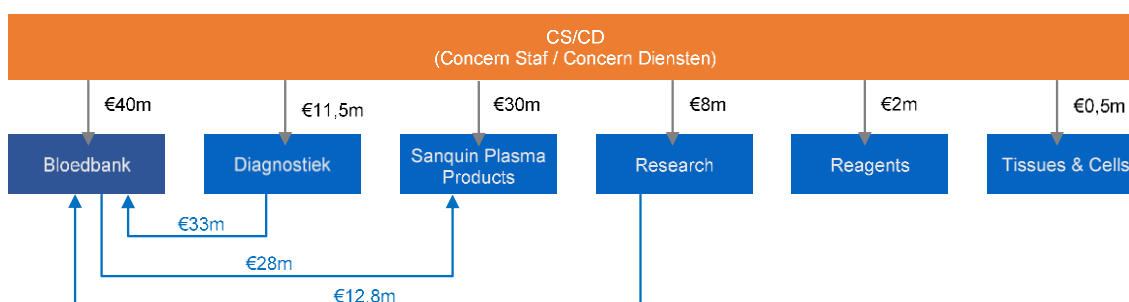 CS/CD
(Concern Staf / Concern Diensten)
€40m
€11,5m
€30m
€8m
€2m
€0,5m
Bloedbank
Diagnostiek
Sanquin Plasma
Products
Research
Reagents
Tissues & Cells
€33m
€28m
€12,8m